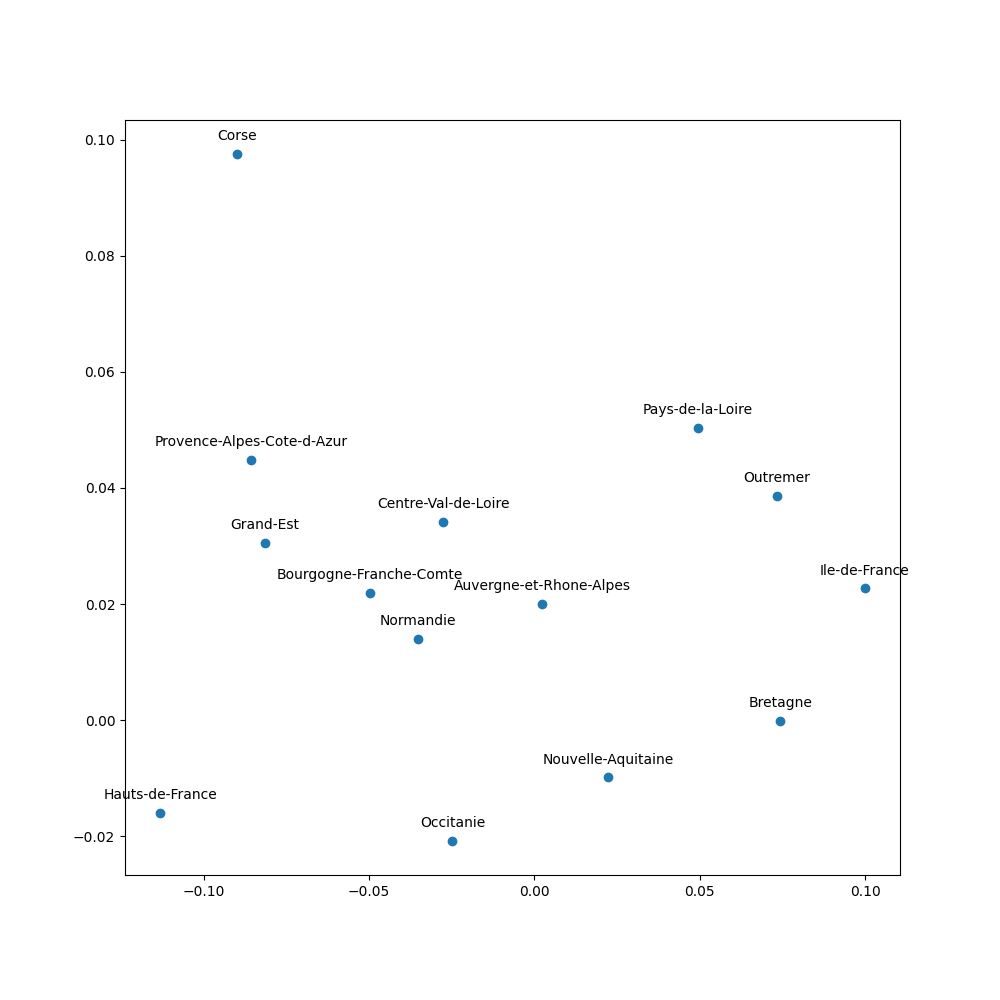 Corse
0.10
0.08
0.06
Pays-de-la-Loire
Provence-Alpes-Cote-d-Azur
Outremer
0.04
Centre-Val-de-Loire
Grand-Est
Ile-de-France
Bourgogne-Franche-Comte
Auvergne-et-Rhone-Alpes
0.02
Normandie
Bretagne
0.00
Nouvelle-Aquitaine
Hauts-de-France
Occitanie
−0.02
−0.10 −0.05 0.00 0.05 0.10